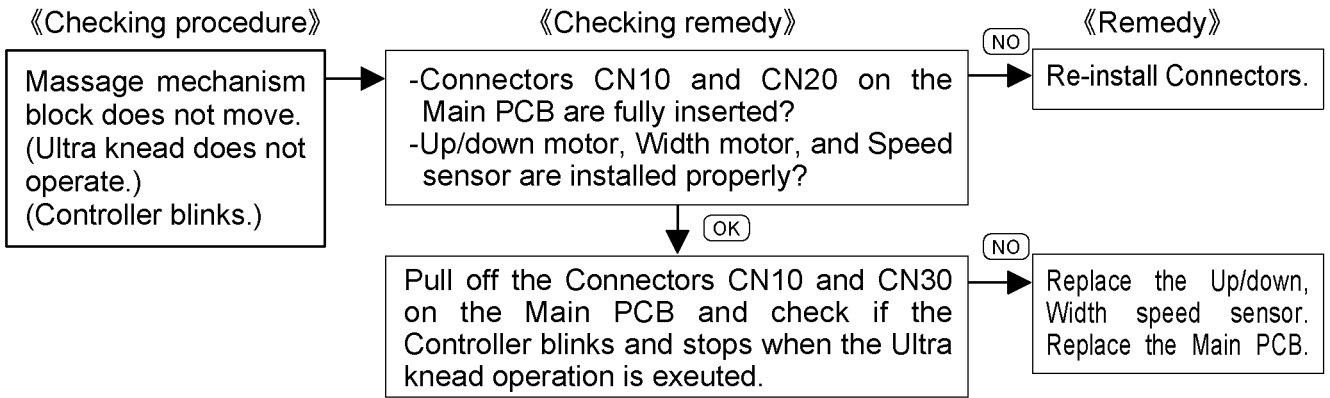 《Checking procedure》
《Checking remedy》
《Remedy》
Massage mechanism
block does not move.
(Ultra knead does not
operate.)
(Controller blinks.)
-Connectors CN10 and CN20 on the
Main PCB are fully inserted?
-Up/down motor, Width motor, and Speed
sensor are installed properly?
NO
Re-install Connectors.
OK
Pull off the Connectors CN10 and CN30
on the Main PCB and check if the
Controller blinks and stops when the Ultra
knead operation is exeuted.
NO
Replace the Up/down,
Width speed sensor.
Replace the Main PCB.